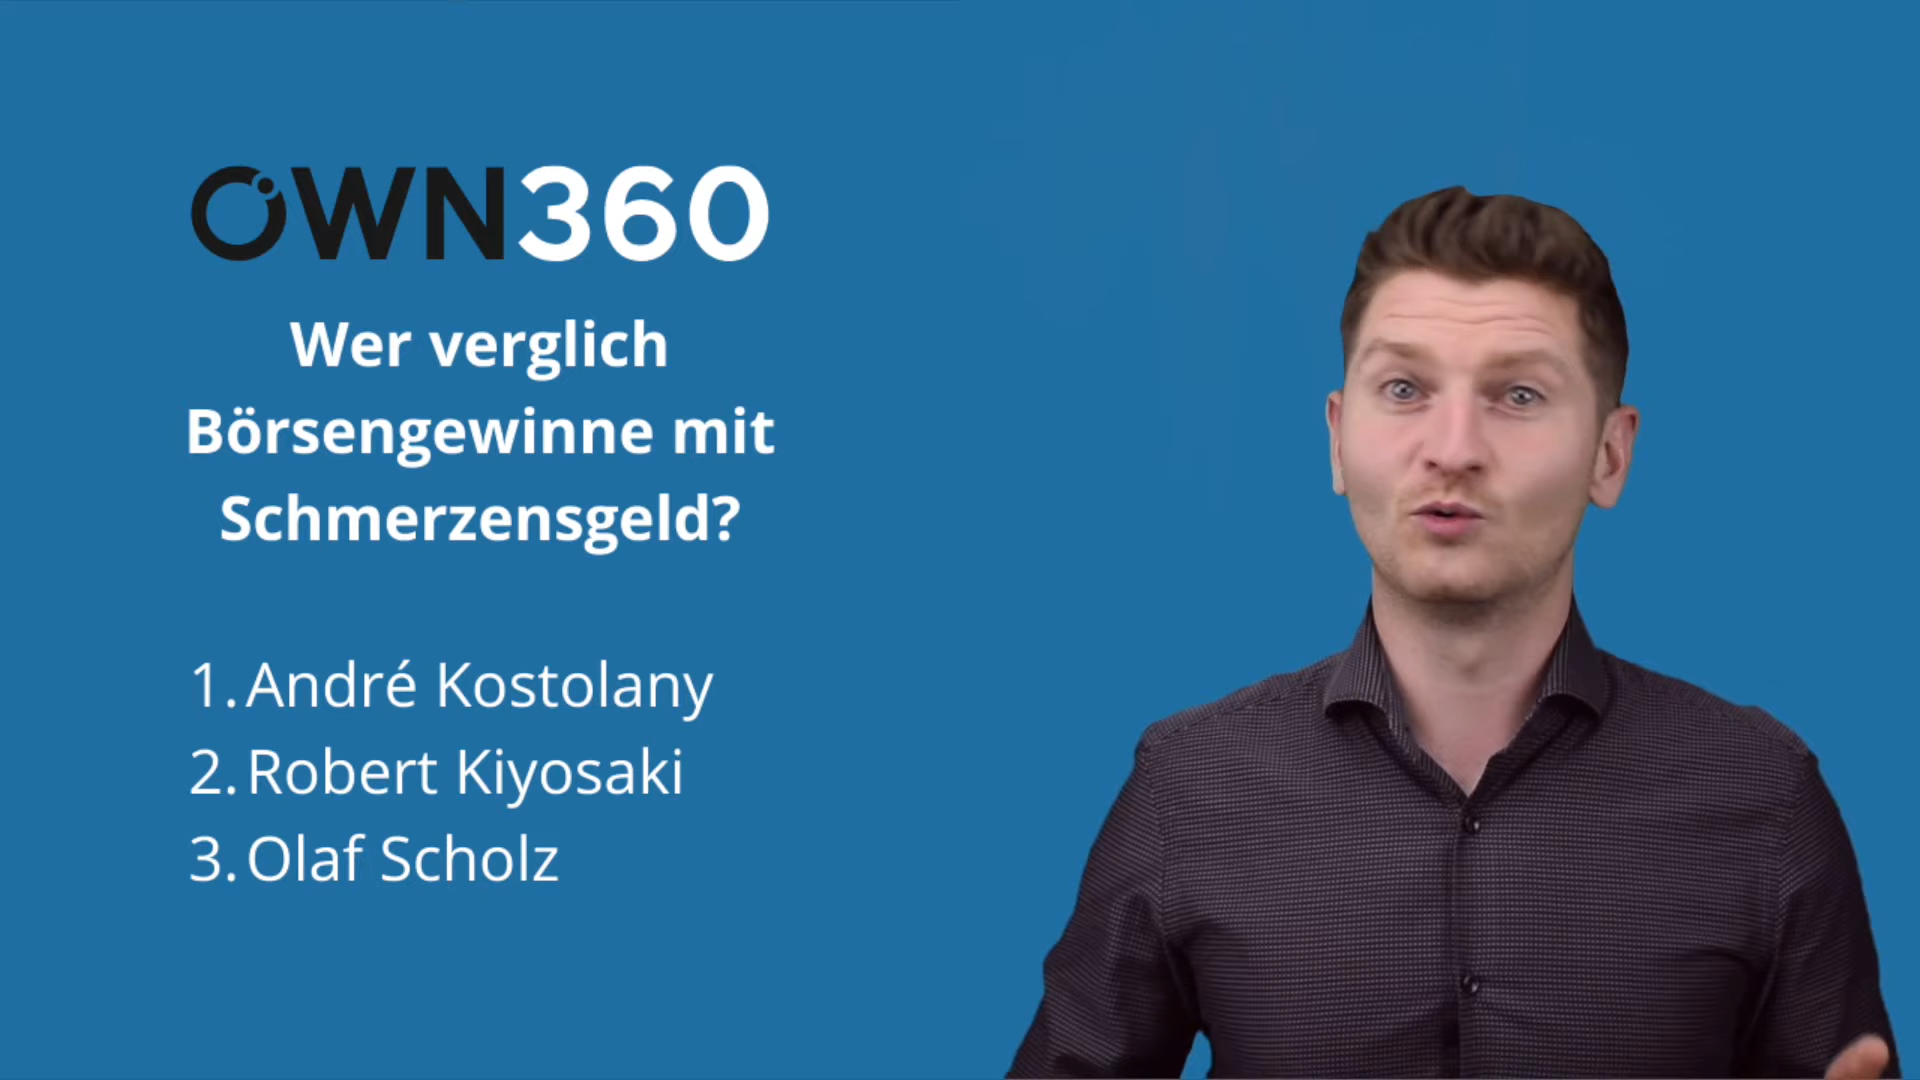 OWN360
Wer verglich
Börsengewinne mit
Schmerzensgeld?
1. André Kostolany
2. Robert Kiyosaki
3. Olaf Scholz